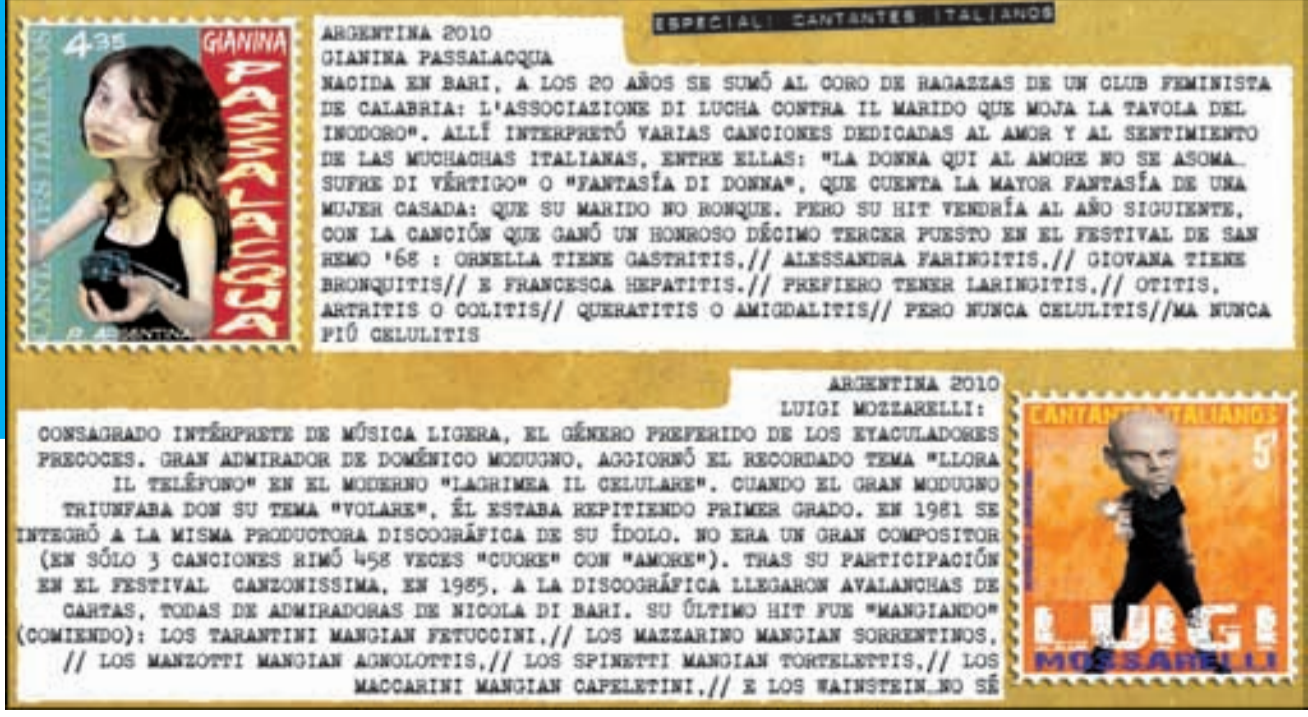 ESPECIAL: CANTANTES ITALIANOS
CANTANTES ITALIANOS
4,35
GIANINA
PASSALACQUA
R. ARGENTINA
ARGENTINA 2010
GIANINA PASSALACQUA
NACIDA EN BARI, A LOS 20 AÑOS SE SUMÓ AL CORO DE RAGAZZAS DE UN CLUB FEMINISTA
DE CALABRIA: L'ASSOCIAZIONE DI LUCHA CONTRA IL MARIDO QUE MOJA LA TAVOLA DEL
INODORO". ALLÍ INTERPRETÓ VARIAS CANCIONES DEDICADAS AL AMOR Y AL SENTIMIENTO
DE LAS MUCHACHAS ITALIANAS, ENTRE ELLAS: "LA DONNA QUI AL AMORE NO SE ASOMA…
SUFRE DI VÉRTIGO" O "FANTASÍA DI DONNA", QUE CUENTA LA MAYOR FANTASÍA DE UNA
MUJER CASADA: QUE SU MARIDO NO RONQUE. PERO SU HIT VENDRÍA AL AÑO SIGUIENTE,
CON LA CANCIÓN QUE GANÓ UN HONROSO DÉCIMO TERCER PUESTO EN EL FESTIVAL DE SAN
REMO '68 : ORNELLA TIENE GASTRITIS,// ALESSANDRA FARINGITIS,// GIOVANA TIENE
BRONQUITIS// E FRANCESCA HEPATITIS.// PREFIERO TENER LARINGITIS,// OTITIS,
ARTRITIS O COLITIS// QUERATITIS O AMIGDALITIS// PERO NUNCA CELULITIS//MA NUNCA
PIÚ CELULITIS
ARGENTINA 2010
LUIGI MOZZARELLI:
CONSAGRADO INTÉRPRETE DE MÚSICA LIGERA, EL GÉNERO PREFERIDO DE LOS EYACULADORES
PRECOCES. GRAN ADMIRADOR DE DOMÉNICO MODUGNO, AGGIORNÓ EL RECORDADO TEMA "LLORA
IL TELÉFONO" EN EL MODERNO "LAGRIMEA IL CELULARE". CUANDO EL GRAN MODUGNO
TRIUNFABA DON SU TEMA "VOLARE", ÉL ESTABA REPITIENDO PRIMER GRADO. EN 1981 SE
INTEGRÓ A LA MISMA PRODUCTORA DISCOGRÁFICA DE SU ÍDOLO. NO ERA UN GRAN COMPOSITOR
(EN SÓLO 3 CANCIONES RIMÓ 458 VECES "CUORE" CON "AMORE"). TRAS SU PARTICIPACIÓN
EN EL FESTIVAL CANZONISSIMA, EN 1985, A LA DISCOGRÁFICA LLEGARON AVALANCHAS DE
CARTAS, TODAS DE ADMIRADORAS DE NICOLA DI BARI. SU ÚLTIMO HIT FUE "MANGIANDO"
(COMIENDO): LOS TARANTINI MANGIAN FETUCCINI,// LOS MAZZARINO MANGIAN SORRENTINOS,
// LOS MANZOTTI MANGIAN AGNOLOTTIS,// LOS SPINETTI MANGIAN TORTELETTIS,// LOS
MACCARINI MANGIAN CAPELETINI,// E LOS WAINSTEIN…NO SÉ
CANTANTES ITALIANOS
5
LUIGI
MOSSARELLI